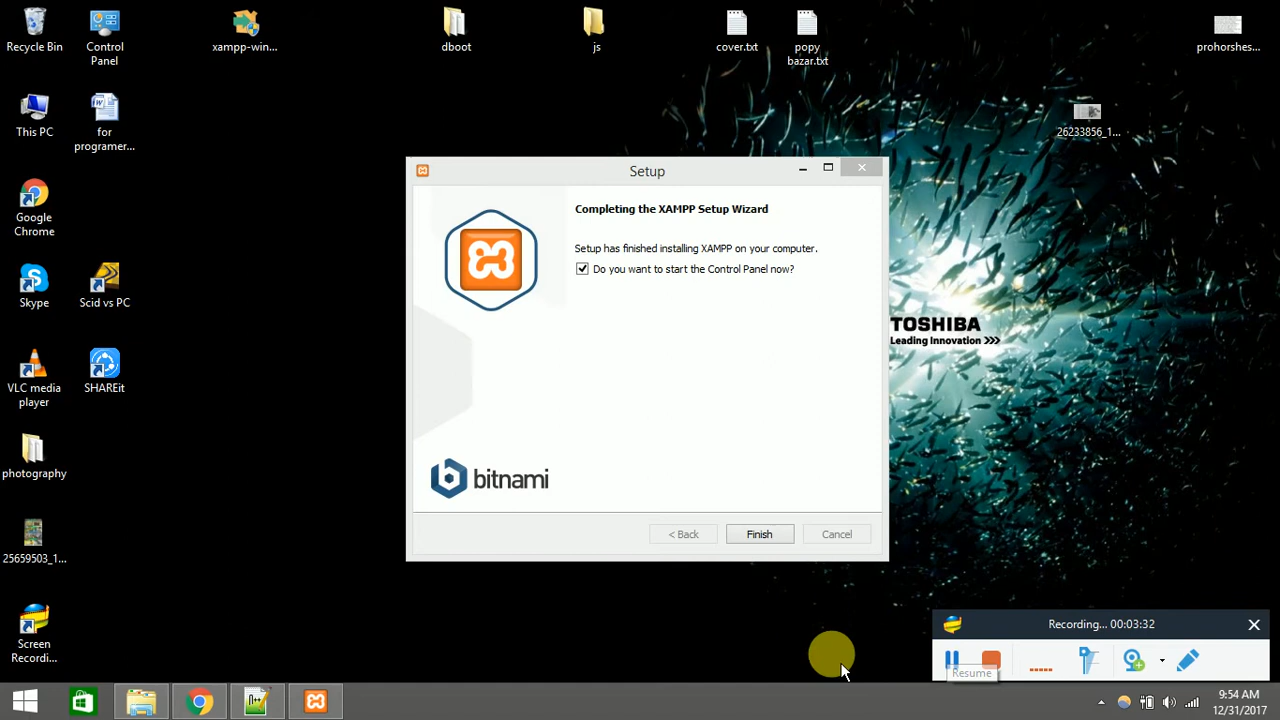 Recycle Bin
Control
Panel
xampp-win...
dboot
js
cover.txt
popy
bazar.txt
prohorshes...
This PC
for
programer...
26233856_1...
Setup
Completing the XAMPP Setup Wizard
Setup has finished installing XAMPP on your computer.
Do you want to start the Control Panel now?
Google
Chrome
Skype
Scid vs PC
TOSHIBA
Leading Innovation >>>
VLC media
player
SHAREit
photography
bitnami
< Back
Finish
Cancel
25659503_1...
Screen
Recordi...
Recording... 00:03:32
Resume
9:54 AM
12/31/2017